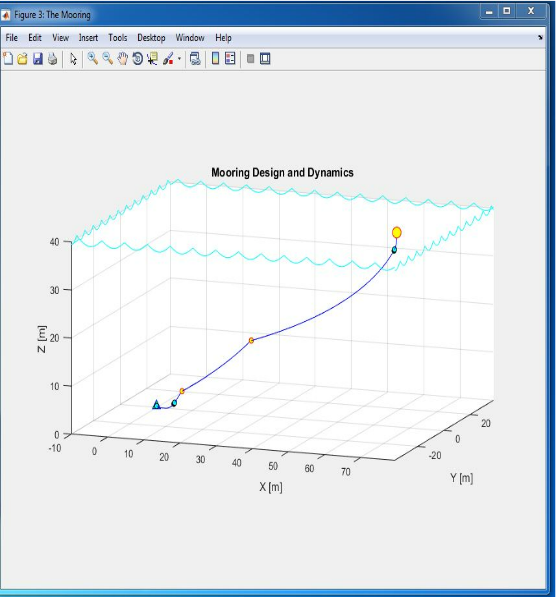 Figure 3: The Mooring
File Edit View Insert Tools Desktop Window Help
Mooring Design and Dynamics
40
30
20
10
0
Z [m]
-10 0 10 20 30 40 50 60 70
X [m]
-20 0 20
Y [m]